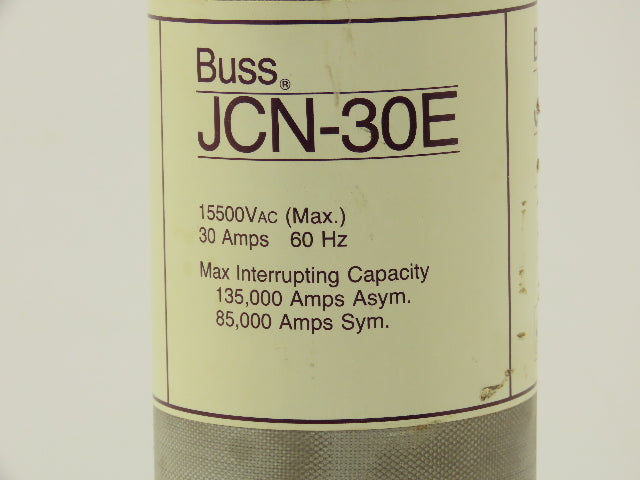 Buss®
JCN-30E
15500VAC (Max.)
30 Amps 60 Hz
Max Interrupting Capacity
135,000 Amps Asym.
85,000 Amps Sym.